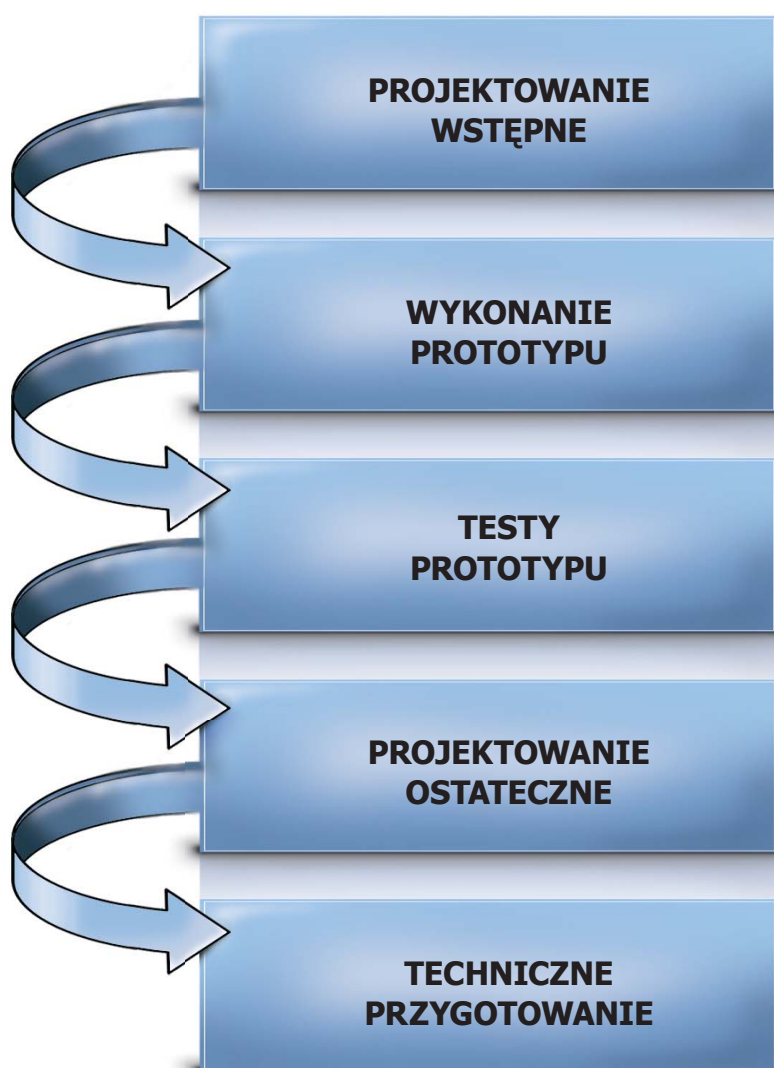 PROJEKTOWANIE
WSTĘPNE
WYKONANIE
PROTOTYPU
TESTY
PROTOTYPU
PROJEKTOWANIE
OSTATECZNE
TECHNICZNE
PRZYGOTOWANIE